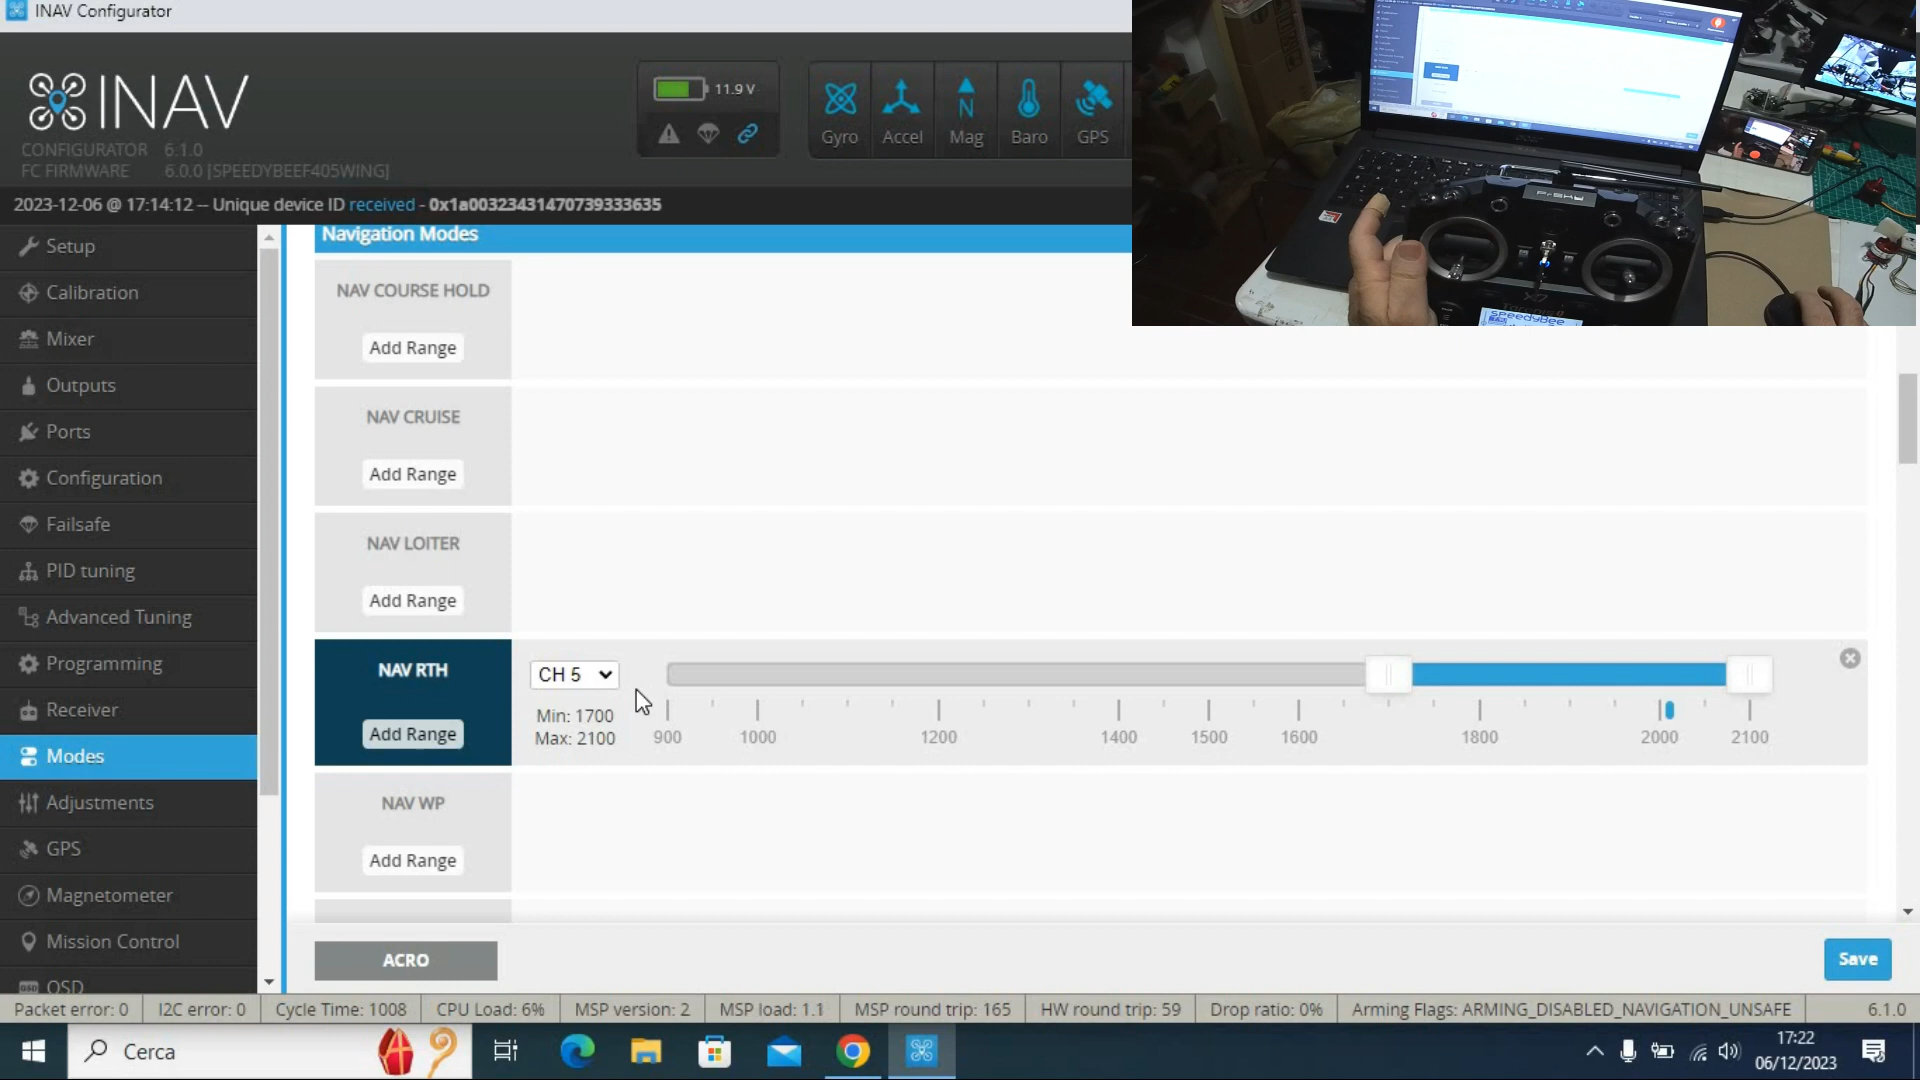 INAV Configurator
INAV
CONFIGURATOR 6.1.0
FC FIRMWARE 6.0.0 [SPEEDYBEEF405WING]
11.9 V
Gyro
Accel
Mag
Baro
GPS
2023-12-06 @ 17:14:12 -- Unique device ID received - 0x1a00323431470739333635
Setup
Calibration
Mixer
Outputs
Ports
Configuration
Failsafe
PID tuning
Advanced Tuning
Programming
Receiver
Modes
Adjustments
GPS
Magnetometer
Mission Control
OSD
Navigation Modes
NAV COURSE HOLD
Add Range
NAV CRUISE
Add Range
NAV LOITER
Add Range
NAV RTH
Add Range
CH 5
Min: 1700
Max: 2100
900 1000 1200 1400 1500 1600 1800 2000 2100
NAV WP
Add Range
ACRO
Save
Packet error: 0
I2C error: 0
Cycle Time: 1008
CPU Load: 6%
MSP version: 2
MSP load: 1.1
MSP round trip: 165
HW round trip: 59
Drop ratio: 0%
Arming Flags: ARMING_DISABLED_NAVIGATION_UNSAFE
6.1.0
Cerca
17:22
06/12/2023
FrSKY
SpeedyBee